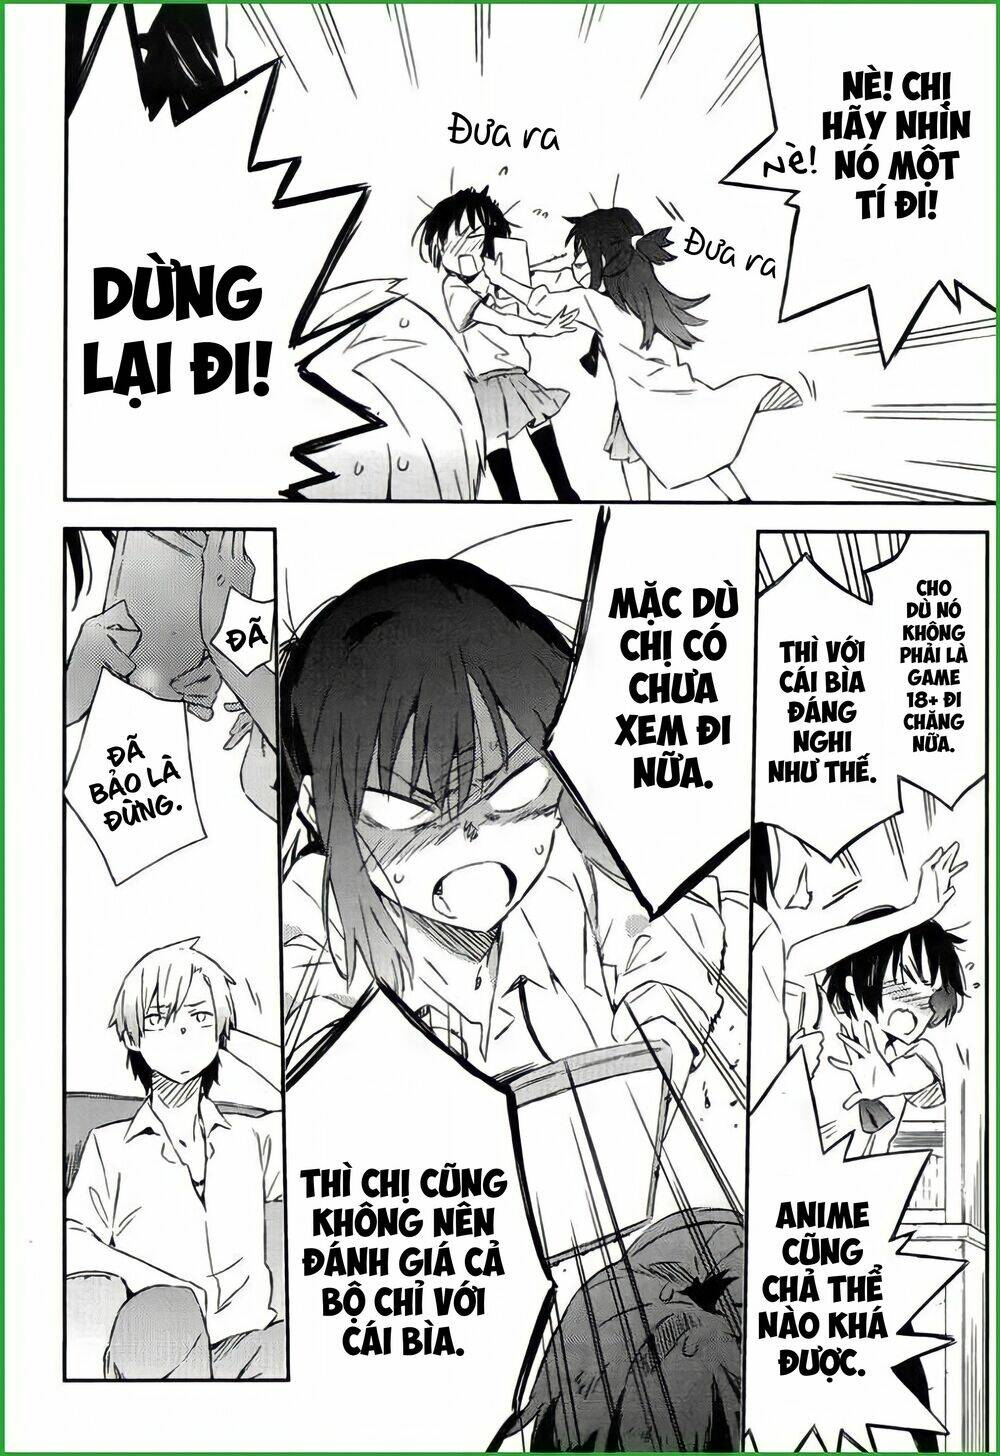 NÈ! CHỊ
HÃY NHÌN
NÓ MỘT
TÍ ĐI!
Nè!
Đưa ra
Đưa ra
DỪNG
LẠI ĐI!
CHO
DÙ NÓ
KHÔNG
PHẢI LÀ
GAME
18+ ĐI
CHĂNG
NỮA.
THÌ VỚI
CÁI BÌA
ĐÁNG
NGHI
NHƯ THẾ.
ANIME
CŨNG
CHẢ THỂ
NÀO KHÁ
ĐƯỢC.
MẶC DÙ
CHỊ CÓ
CHƯA
XEM ĐI
NỮA.
THÌ CHỊ CŨNG
KHÔNG NÊN
ĐÁNH GIÁ CẢ
BỘ CHỈ VỚI
CÁI BÌA.
ĐÃ
ĐÃ
BẢO LÀ
ĐỪNG.